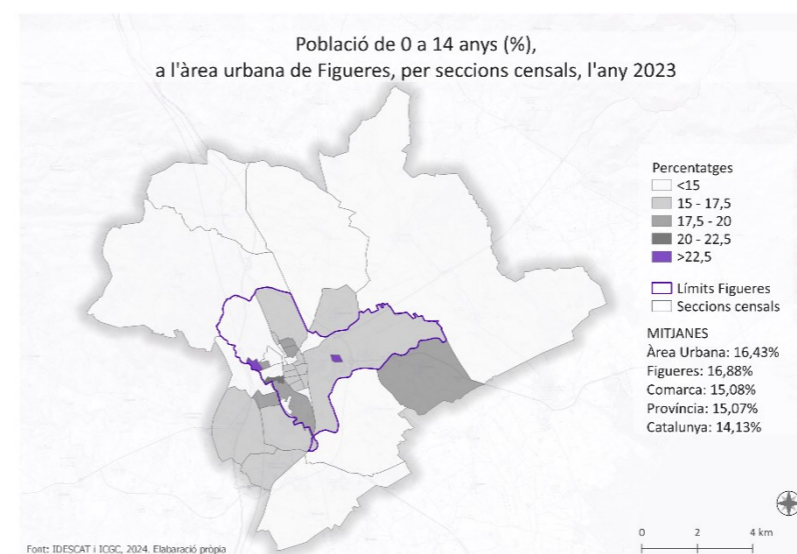 Població de 0 a 14 anys (%),
a l'àrea urbana de Figueres, per seccions censals, l'any 2023
Percentatges
<15
15 - 17,5
17,5 - 20
20 - 22,5
>22,5
Límits Figueres
Seccions censals
MITJANES
Àrea Urbana: 16,43%
Figueres: 16,88%
Comarca: 15,08%
Província: 15,07%
Catalunya: 14,13%
0 2 4 km
Font: IDESCAT i ICGC, 2024. Elabaració pròpia